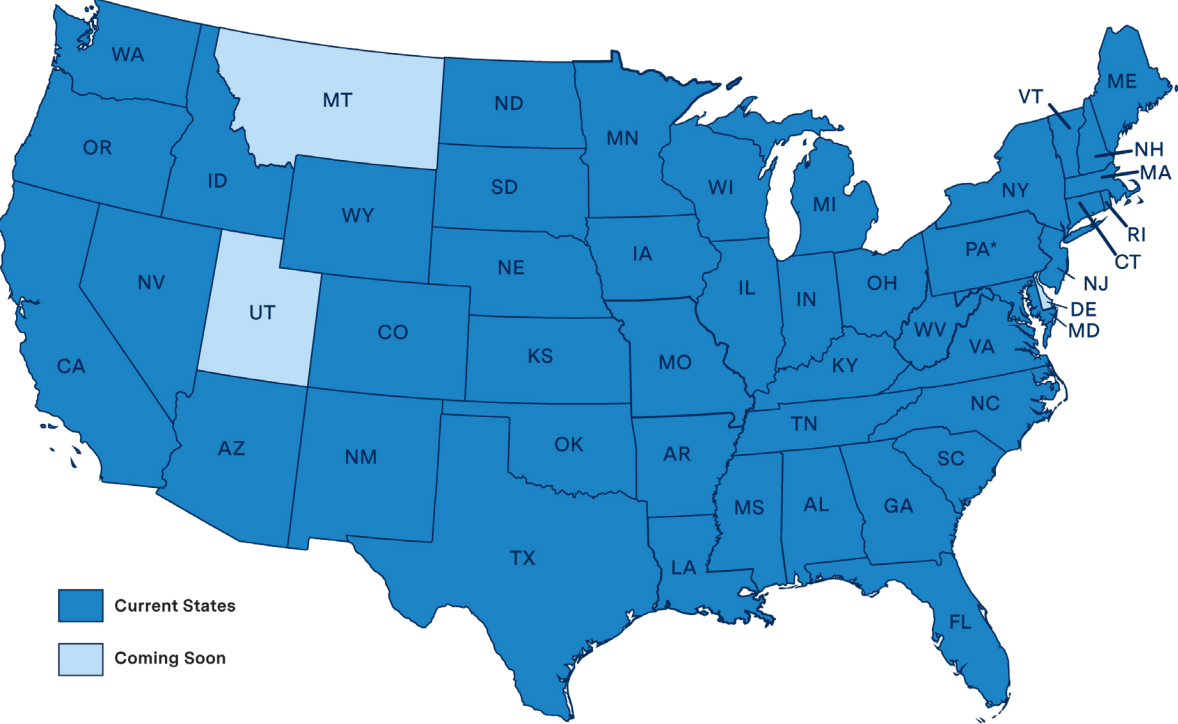 WA
MT
ND
MN
ME
VT
OR
ID
SD
WI
MI
NY
NH
MA
WY
RI
CT
NV
UT
NE
IA
IL
IN
OH
PA*
NJ
DE
MD
CA
CO
KS
MO
KY
WV
VA
AZ
NM
OK
AR
TN
NC
SC
MS
AL
GA
TX
LA
FL
Current States
Coming Soon